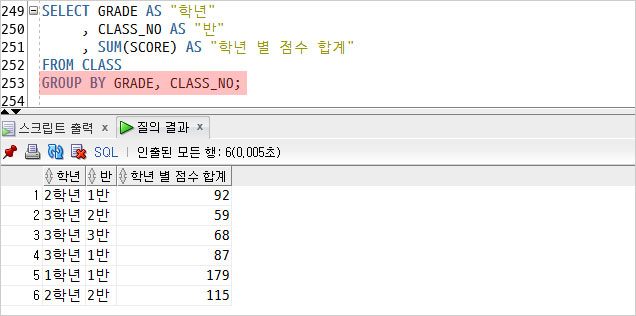 249 SELECT GRADE AS "학년"
250 , CLASS_NO AS "반"
251 , SUM(SCORE) AS "학년 별 점수 합계"
252 FROM CLASS
253 GROUP BY GRADE, CLASS_NO;
254
스크립트 출력 x 질의 결과 x
SQL | 인출된 모든 행: 6(0,005초)
학년 반 학년 별 점수 합계
1 2학년 1반 92
2 3학년 2반 59
3 3학년 3반 68
4 3학년 1반 87
5 1학년 1반 179
6 2학년 2반 115